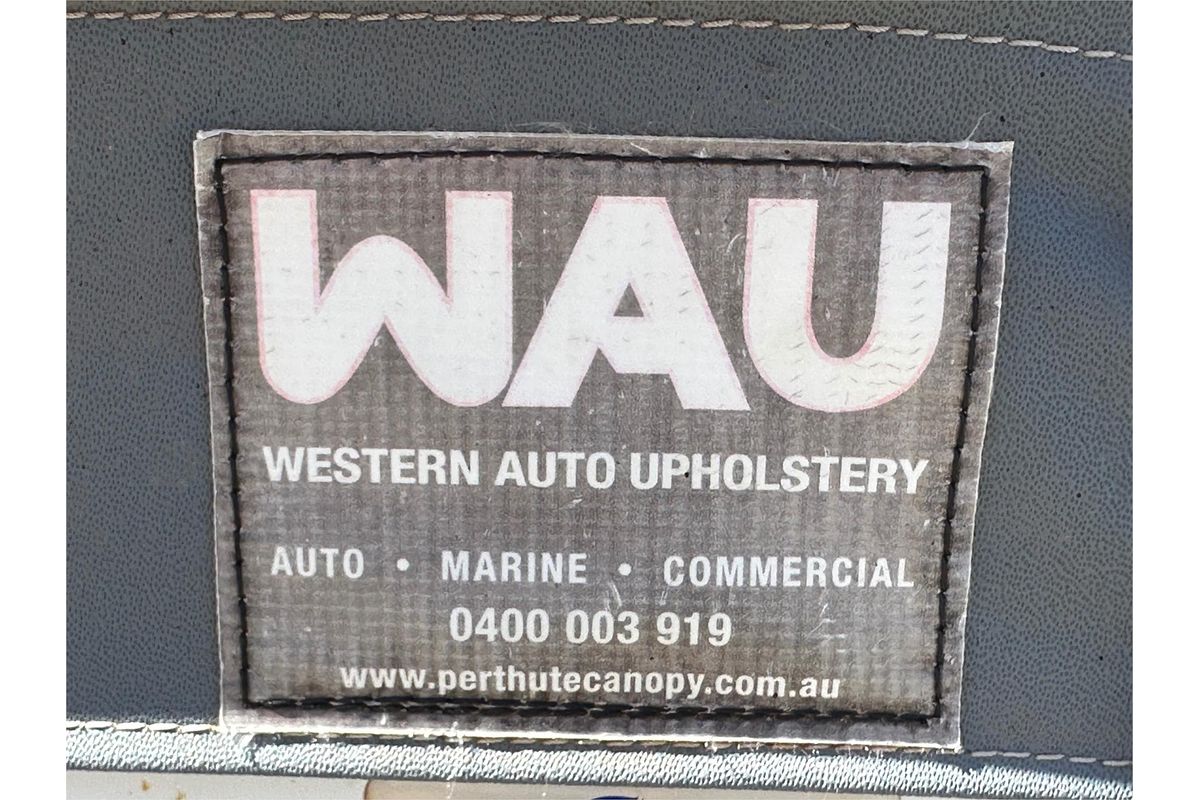 WAU
WESTERN AUTO UPHOLSTERY
AUTO • MARINE • COMMERCIAL
0400 003 919
www.perthutecanopy.com.au